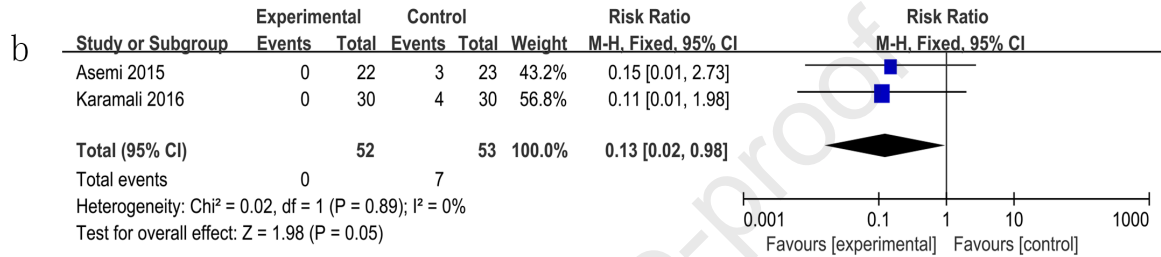 b
Experimental Control Risk Ratio Risk Ratio
Study or Subgroup Events Total Events Total Weight M-H, Fixed, 95% CI M-H, Fixed, 95% CI
Asemi 2015 0 22 3 23 43.2% 0.15 [0.01, 2.73]
Karamali 2016 0 30 4 30 56.8% 0.11 [0.01, 1.98]
Total (95% CI) 52 53 100.0% 0.13 [0.02, 0.98]
Total events 0 7
Heterogeneity: Chi² = 0.02, df = 1 (P = 0.89); I² = 0%
Test for overall effect: Z = 1.98 (P = 0.05)
0.001 0.1 1 10 1000
Favours [experimental] Favours [control]
-proof